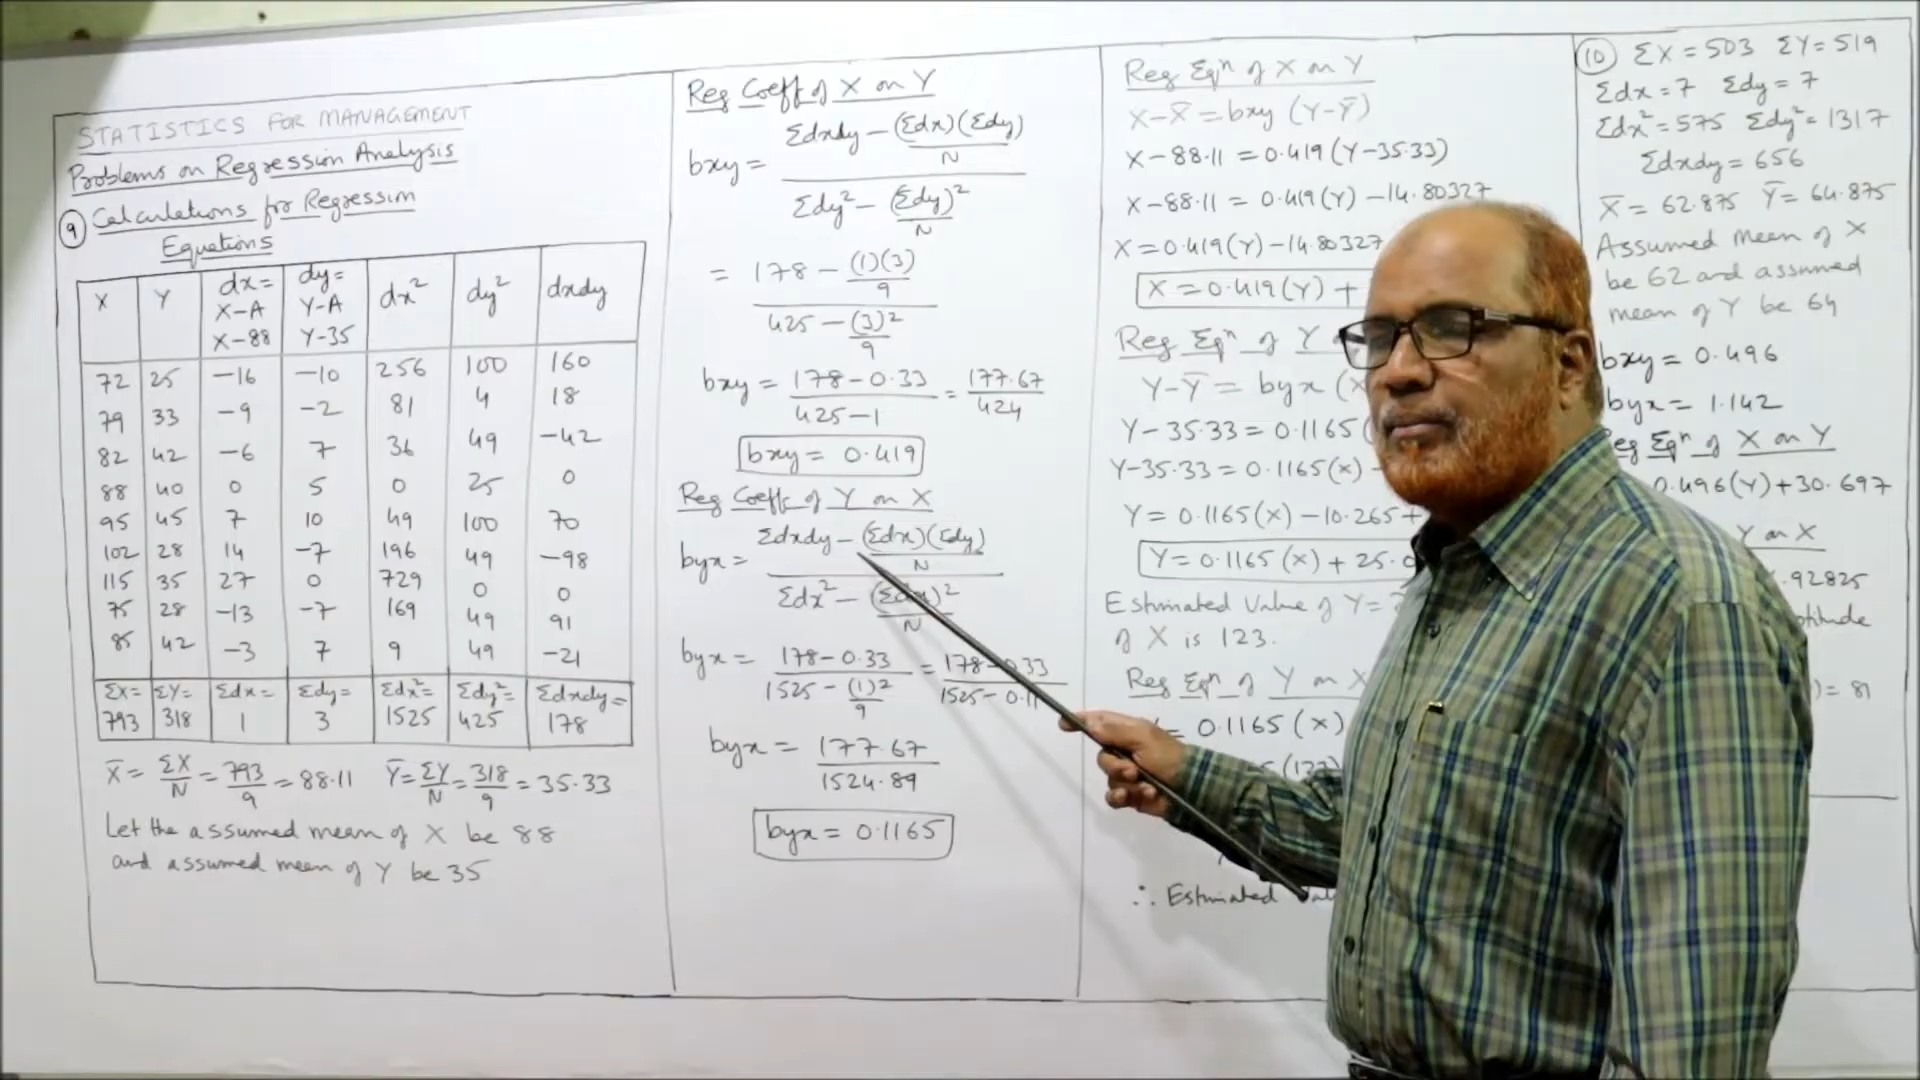 STATISTICS FOR MANAGEMENT
Problems on Regression Analysis
9 Calculations for Regression
Equations
X Y dx= X-A X-88 dy= Y-A Y-35 dx² dy² dxdy
72 25 -16 -10 256 100 160
79 33 -9 -2 81 4 18
82 42 -6 7 36 49 -42
88 40 0 5 0 25 0
95 45 7 10 49 100 70
102 28 14 -7 196 49 -98
115 35 27 0 729 0 0
75 28 -13 -7 169 49 91
85 42 -3 7 9 49 -21
ΣX= 793 ΣY= 318 Σdx= 1 Σdy= 3 Σdx²= 1525 Σdy²= 425 Σdxdy= 178
X̄ = ΣX/N = 793/9 = 88.11 Ȳ = ΣY/N = 318/9 = 35.33
Let the assumed mean of X be 88
and assumed mean of Y be 35
Reg Coeff of X on Y
bxy = Σdxdy - (Σdx)(Σdy)/N
Σdy² - (Σdy)²/N
= 178 - (1)(3)/9
425 - (3)²/9
bxy = 178-0.33 / 425-1 = 177.67 / 424
bxy = 0.419
Reg Coeff of Y on X
byx = Σdxdy - (Σdx)(Σdy)/N
Σdx² - (Σdx)²/N
byx = 178-0.33 / 1525 - (1)²/9 = 178-0.33 / 1525-0.11
byx = 177.67
1524.89
byx = 0.1165
Reg Eqⁿ of X on Y
X-X̄ = bxy (Y-Ȳ)
X-88.11 = 0.419 (Y-35.33)
X-88.11 = 0.419 (Y) - 14.80327
X = 0.419 (Y) - 14.80327
X = 0.419 (Y) +
Reg Eqⁿ of Y
Y-Ȳ = byx (X
Y-35.33 = 0.1165 (
Y-35.33 = 0.1165 (X) -
Y = 0.1165 (X) - 10.265 +
Y = 0.1165 (X) + 25.0
Estimated Value of Y =
of X is 123.
Reg Eqⁿ of Y on X
= 0.1165 (X)
(123)
∴ Estimated
10 ΣX = 503 ΣY = 519
Σdx = 7 Σdy = 7
Σdx² = 575 Σdy² = 1317
Σdxdy = 656
X̄ = 62.875 Ȳ = 64.875
Assumed mean of X
be 62 and assumed
mean of Y be 64
bxy = 0.496
byx = 1.142
Reg Eqⁿ of X on Y
0.496 (Y) + 30.697
Y on X
.92825
) = 81